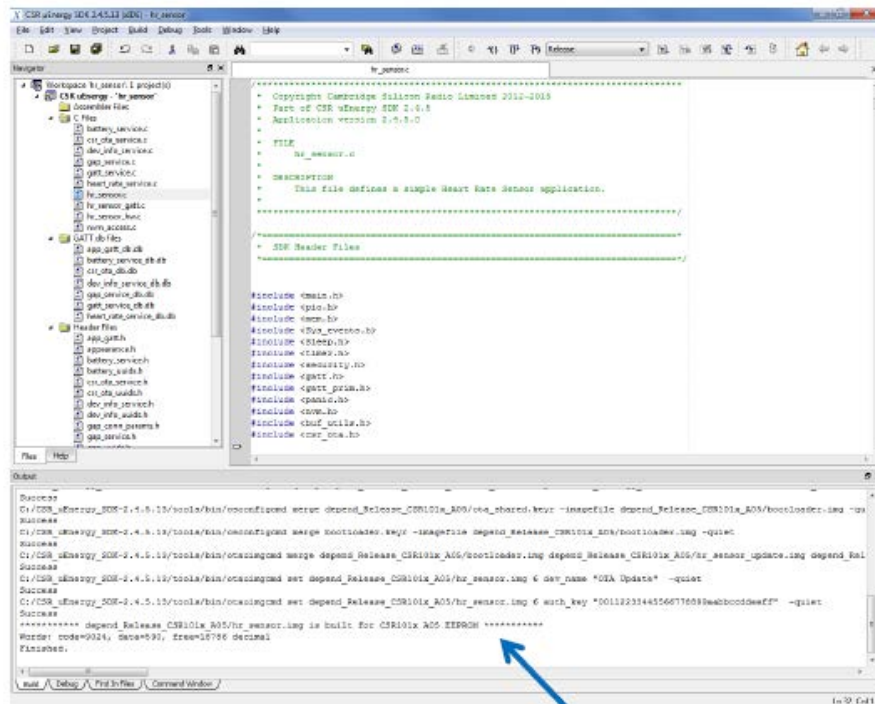 CSR µEnergy SDK 2.4.5.13 (xIDE) - hr_sensor
File Edit View Project Build Debug Tools Window Help
Release
Navigator
hr_sensor.c
Workspace 'hr_sensor': 1 project(s)
CSR uEnergy - "hr_sensor"
Assembler Files
C Files
battery_service.c
csr_ota_service.c
dev_info_service.c
gap_service.c
gatt_service.c
heart_rate_service.c
hr_sensor.c
hr_sensor_gatt.c
hr_sensor_hw.c
nvm_access.c
GATT db files
app_gatt_db.db
battery_service_db.db
csr_ota_db.db
dev_info_service_db.db
gap_service_db.db
gatt_service_db.db
heart_rate_service_db.db
Header Files
app_gatt.h
appearance.h
battery_service.h
battery_uuids.h
csr_ota_service.h
csr_ota_uuids.h
dev_info_service.h
dev_info_uuids.h
gap_conn_params.h
gap_service.h
Files Help
* Copyright Cambridge Silicon Radio Limited 2012-2015
* Part of CSR uEnergy SDK 2.4.5
* Application version 2.4.5.0
*
* FILE
* hr_sensor.c
*
* DESCRIPTION
* This file defines a simple Heart Rate Sensor application.
*
* SDK Header Files
#include <main.h>
#include <pio.h>
#include <mem.h>
#include <Sys_events.h>
#include <Sleep.h>
#include <timer.h>
#include <security.h>
#include <gatt.h>
#include <gatt_prim.h>
#include <panic.h>
#include <nvm.h>
#include <buf_utils.h>
#include <csr_ota.h>
Output
Success
C:/CSR_uEnergy_SDK-2.4.5.13/tools/bin/csconfigcmd merge depend_Release_CSR101x_A05/ota_shared.keyr -imagefile depend_Release_CSR101x_A05/bootloader.img -qu
Success
C:/CSR_uEnergy_SDK-2.4.5.13/tools/bin/csconfigcmd merge bootloader.keyr -imagefile depend_Release_CSR101x_A05/bootloader.img -quiet
Success
C:/CSR_uEnergy_SDK-2.4.5.13/tools/bin/otacsimgcmd merge depend_Release_CSR101x_A05/bootloader.img depend_Release_CSR101x_A05/hr_sensor_update.img depend_Rel
Success
C:/CSR_uEnergy_SDK-2.4.5.13/tools/bin/otacsimgcmd set depend_Release_CSR101x_A05/hr_sensor.img 6 dev_name "OTA Update" -quiet
Success
C:/CSR_uEnergy_SDK-2.4.5.13/tools/bin/otacsimgcmd set depend_Release_CSR101x_A05/hr_sensor.img 6 auth_key "00112233445566778899aabbccddeeff" -quiet
Success
*********** depend_Release_CSR101x_A05/hr_sensor.img is built for CSR101x A05 EEPROM ***********
Words: code=9024, data=590, free=18786 decimal
Finished.
Build Debug Find In Files Command Window
Ln 32 Col 1